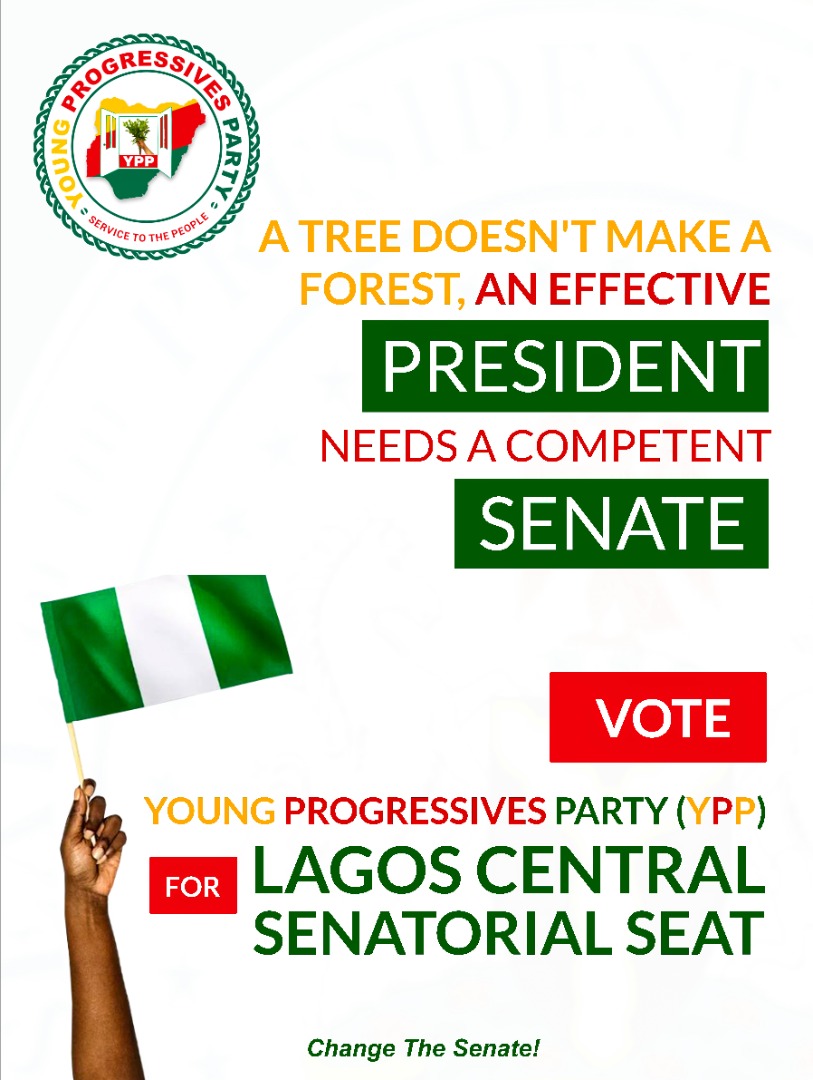 YOUNG PROGRESSIVES PARTY
SERVICE TO THE PEOPLE
YPP
A TREE DOESN'T MAKE A
FOREST, AN EFFECTIVE
PRESIDENT
NEEDS A COMPETENT
SENATE
VOTE
YOUNG PROGRESSIVES PARTY (YPP)
FOR LAGOS CENTRAL
SENATORIAL SEAT
Change The Senate!